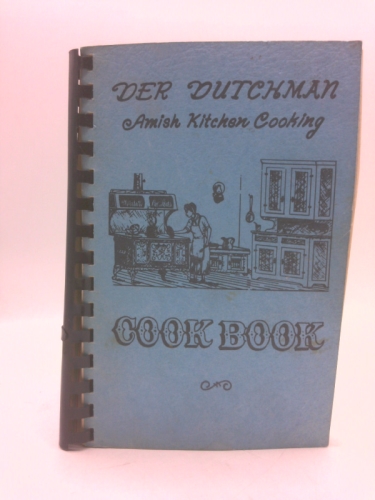 DER DUTCHMAN
Amish Kitchen Cooking
COOK BOOK